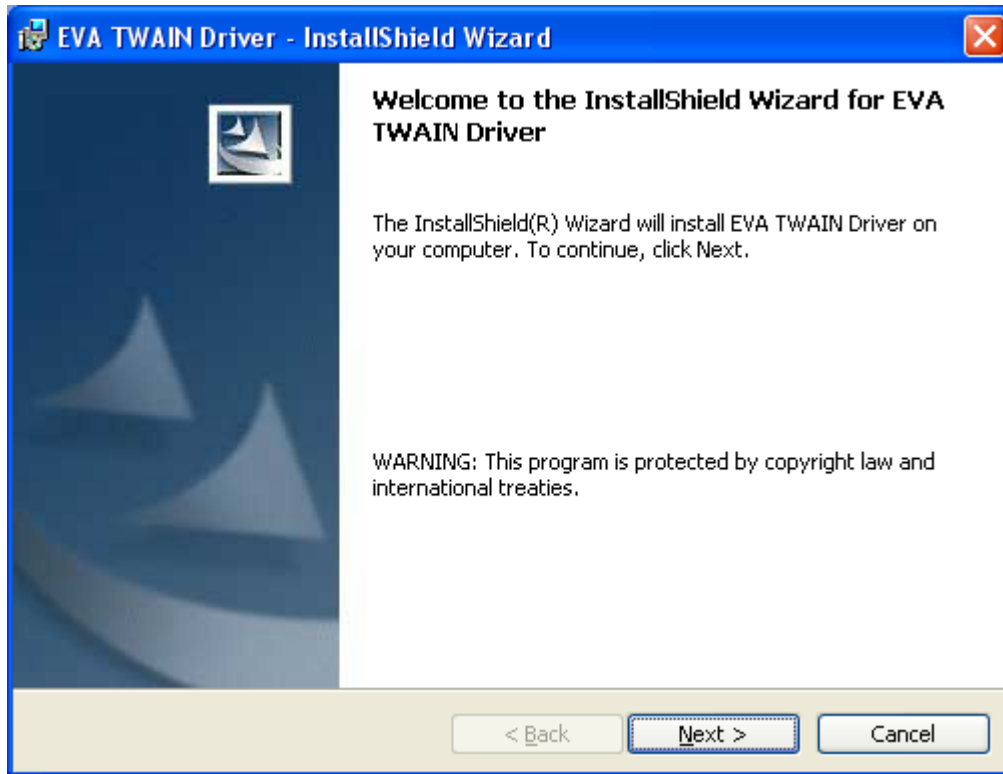 EVA TWAIN Driver - InstallShield Wizard
Welcome to the InstallShield Wizard for EVA
TWAIN Driver
The InstallShield(R) Wizard will install EVA TWAIN Driver on
your computer. To continue, click Next.
WARNING: This program is protected by copyright law and
international treaties.
< Back Next > Cancel